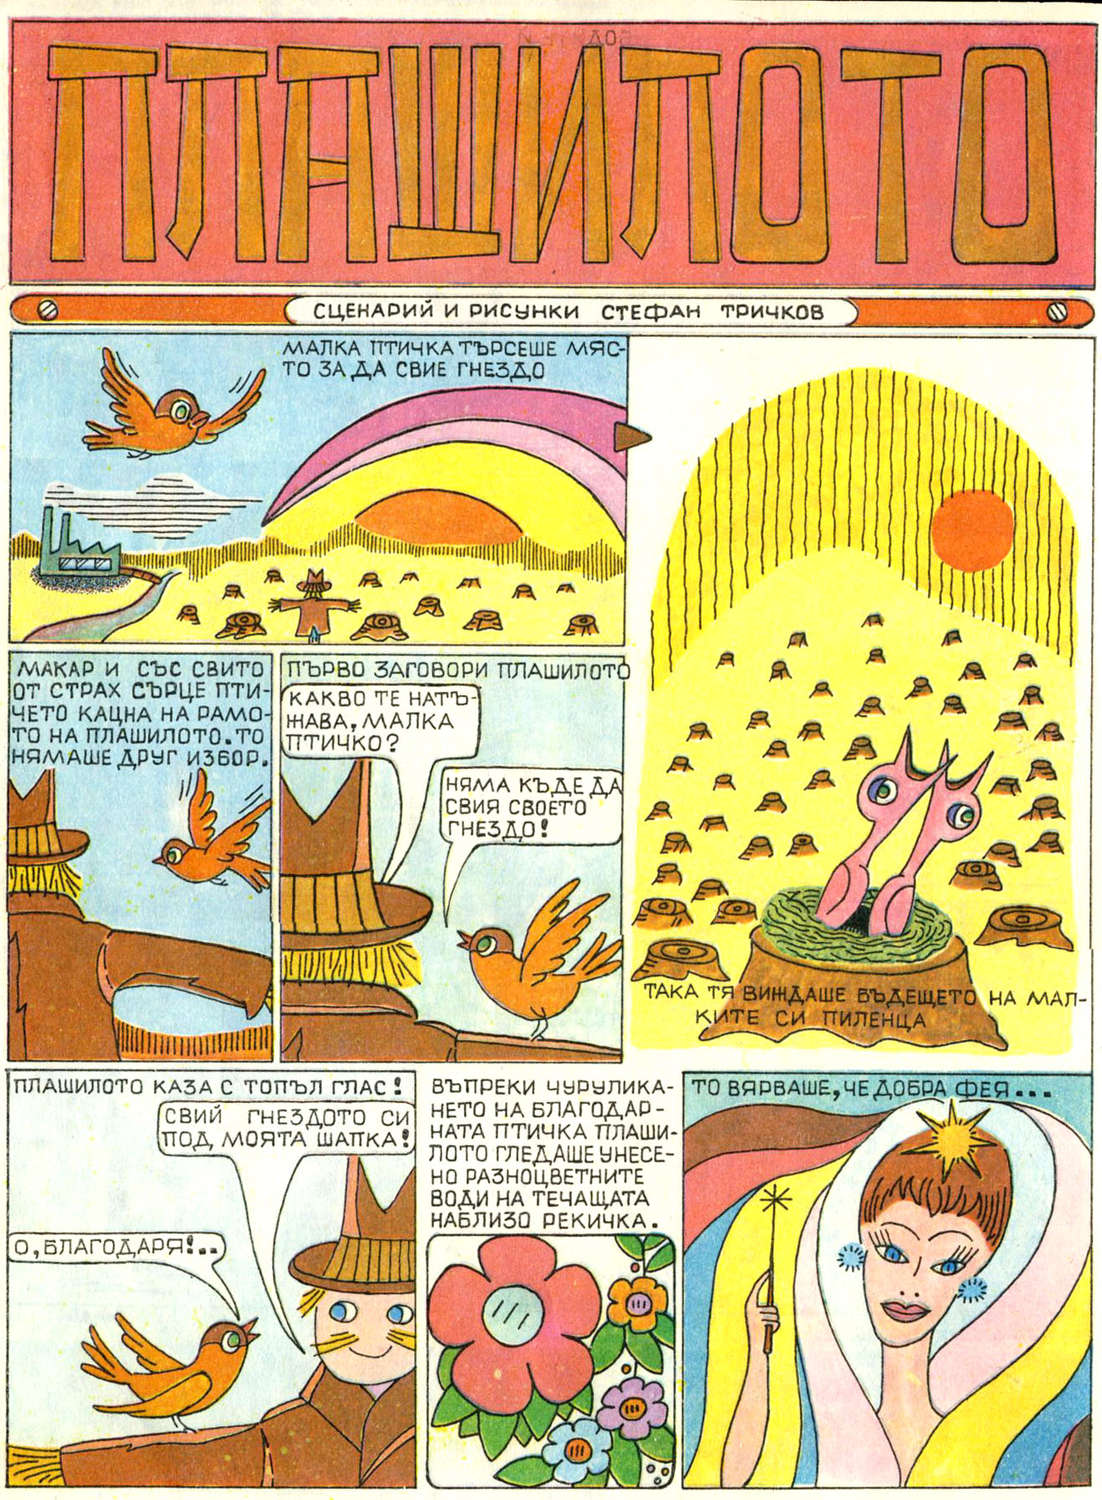 ПЛАШИЛОТО
СЦЕНАРИЙ И РИСУНКИ СТЕФАН ТРИЧКОВ
МАЛКА ПТИЧКА ТЪРСЕШЕ МЯС-
ТО ЗА ДА СВИЕ ГНЕЗДО
ТАКА ТЯ ВИЖДАШЕ БЪДЕЩЕТО НА МАЛ-
КИТЕ СИ ПИЛЕНЦА
МАКАР И СЪС СВИТО
ОТ СТРАХ СЪРЦЕ ПТИ-
ЧЕТО КАЦНА НА РАМО-
ТО НА ПЛАШИЛОТО. ТО
НЯМАШЕ ДРУГ ИЗБОР.
ПЪРВО ЗАГОВОРИ ПЛАШИЛОТО
КАКВО ТЕ НАТЪ-
ЖАВА, МАЛКА
ПТИЧКО?
НЯМА КЪДЕ ДА
СВИЯ СВОЕТО
ГНЕЗДО!
ПЛАШИЛОТО КАЗА С ТОПЪЛ ГЛАС!
СВИЙ ГНЕЗДОТО СИ
ПОД МОЯТА ШАПКА!
О, БЛАГОДАРЯ!..
ВЪПРЕКИ ЧУРУЛИКА-
НЕТО НА БЛАГОДАР-
НАТА ПТИЧКА ПЛАШИ-
ЛОТО ГЛЕДАШЕ УНЕСЕ-
НО РАЗНОЦВЕТНИТЕ
ВОДИ НА ТЕЧАЩАТА
НАБЛИЗО РЕКИЧКА.
ТО ВЯРВАШЕ, ЧЕ ДОБРА ФЕЯ...